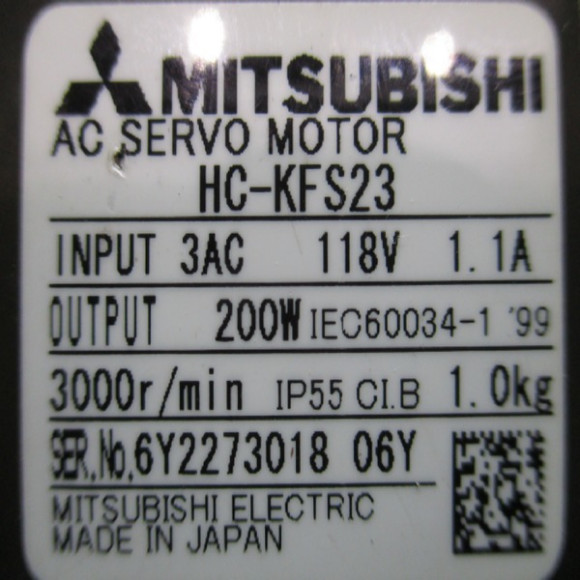 MITSUBISHI
AC SERVO MOTOR
HC-KFS23
INPUT 3AC 118V 1.1A
OUTPUT 200W IEC60034-1 '99
3000r/min IP55 CI.B 1.0kg
SER.No.6Y2273018 06Y
MITSUBISHI ELECTRIC
MADE IN JAPAN